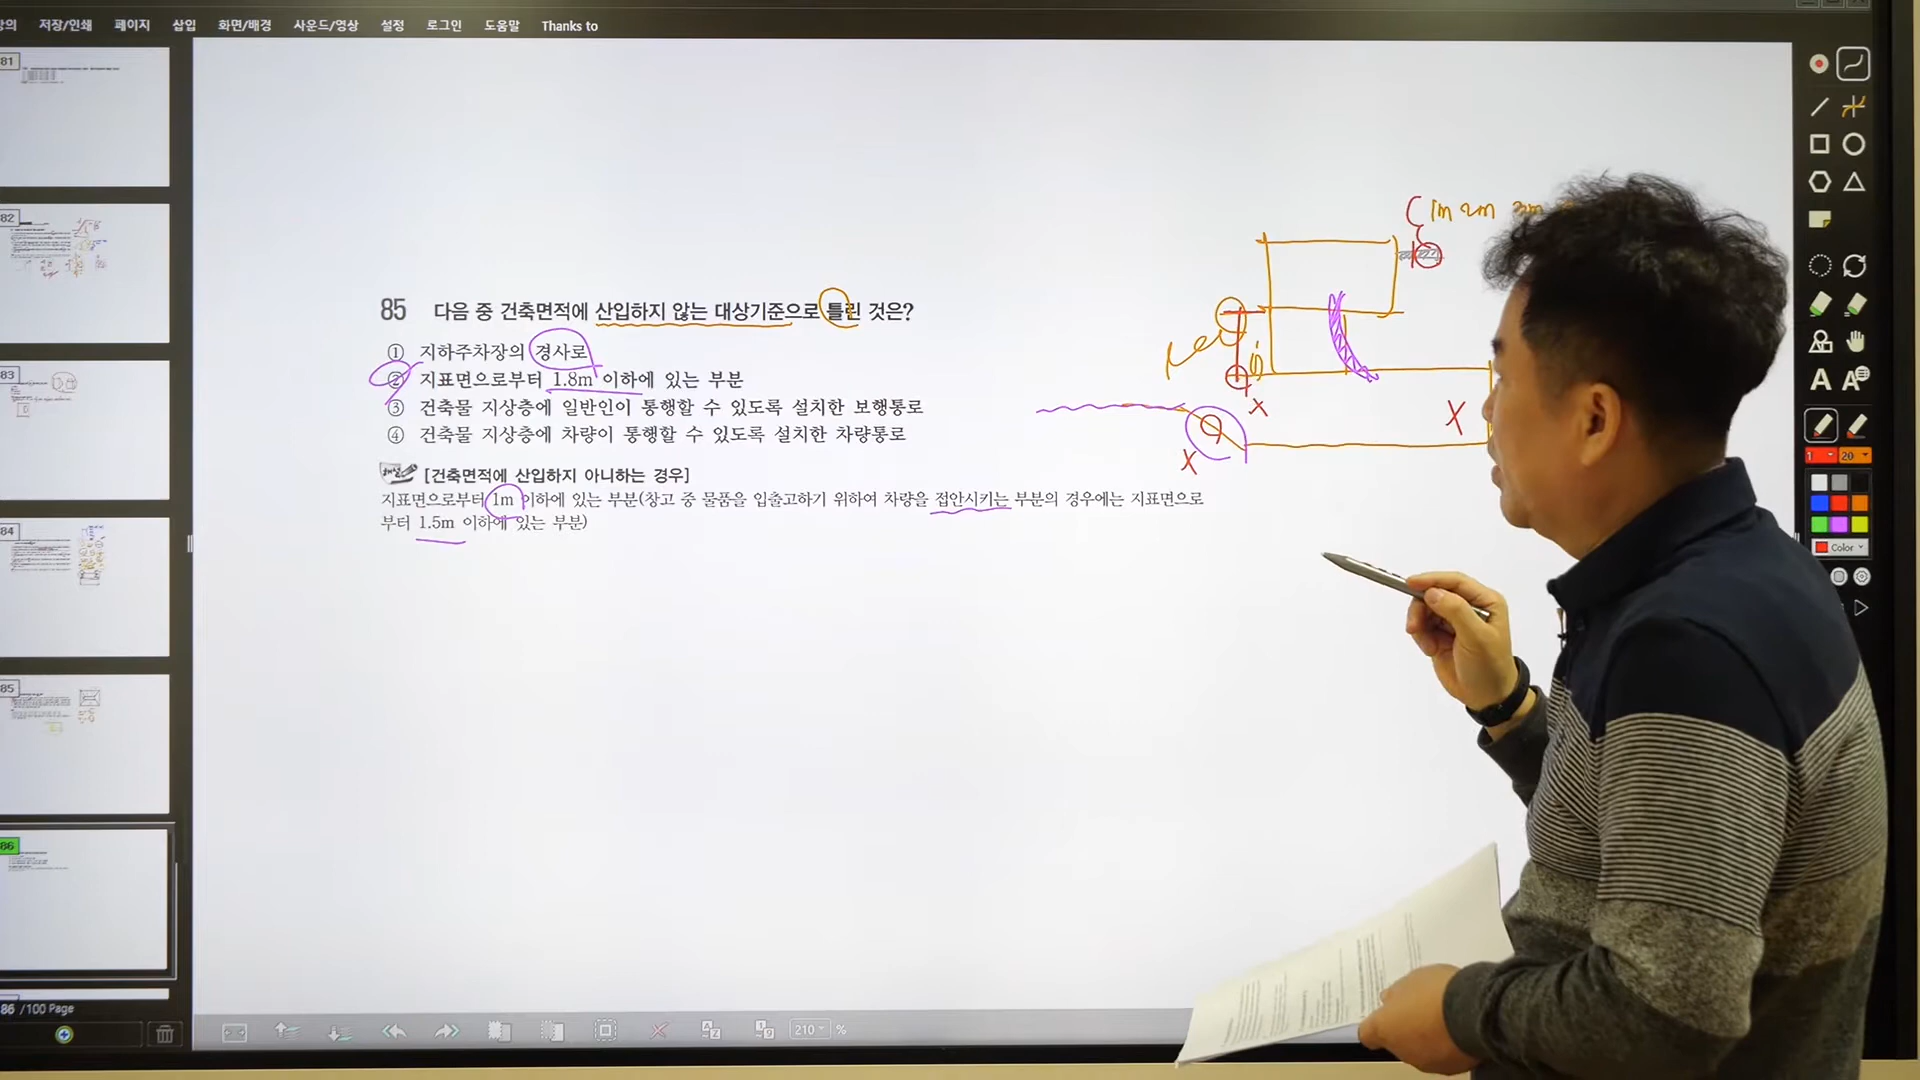 저장/인쇄 페이지 삽입 화면/배경 사운드/영상 설정 로그인 도움말 Thanks to
81
82
83
84
85
86
86 /100 Page
85 다음 중 건축면적에 산입하지 않는 대상기준으로 틀린 것은?
① 지하주차장의 경사로
② 지표면으로부터 1.8m 이하에 있는 부분
③ 건축물 지상층에 일반인이 통행할 수 있도록 설치한 보행통로
④ 건축물 지상층에 차량이 통행할 수 있도록 설치한 차량통로
해설 [건축면적에 산입하지 아니하는 경우]
지표면으로부터 1m 이하에 있는 부분(창고 중 물품을 입출고하기 위하여 차량을 접안시키는 부분의 경우에는 지표면으로
부터 1.5m 이하에 있는 부분)
1m 2m 3m
X
X
X
A A
1 20
Color
210 %